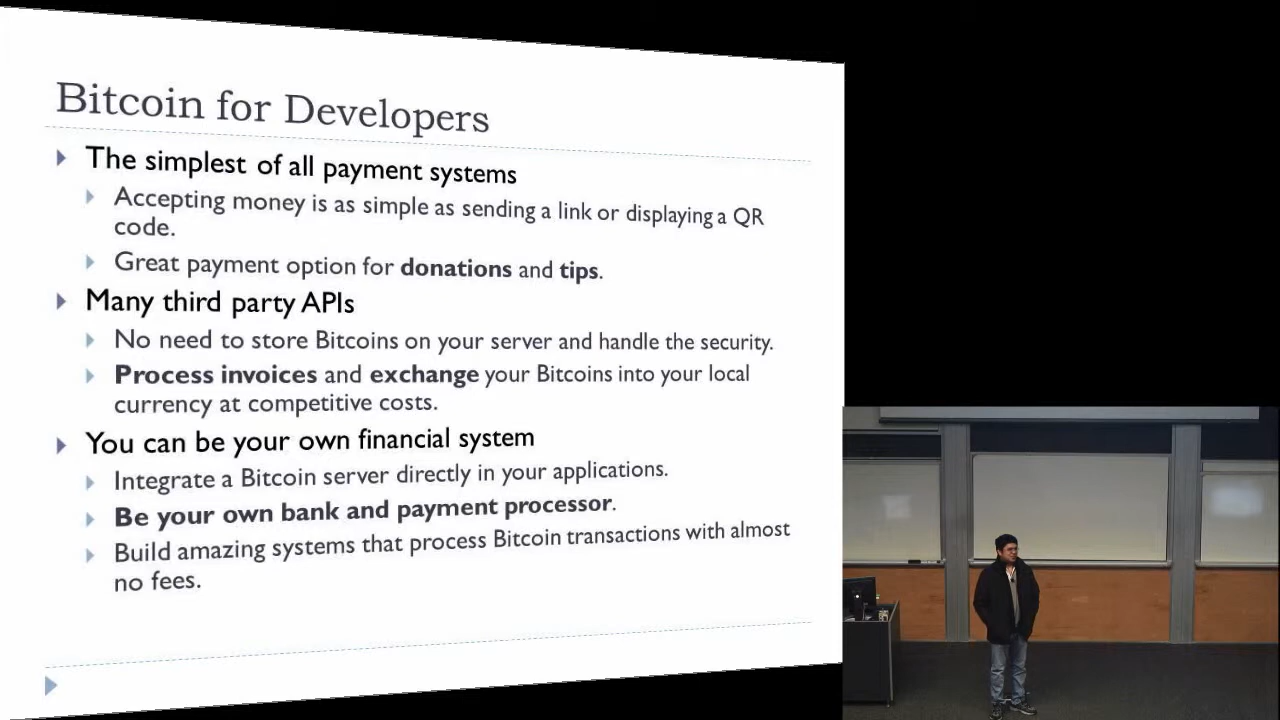 Bitcoin for Developers
The simplest of all payment systems
Accepting money is as simple as sending a link or displaying a QR
code.
Great payment option for donations and tips.
Many third party APIs
No need to store Bitcoins on your server and handle the security.
Process invoices and exchange your Bitcoins into your local
currency at competitive costs.
You can be your own financial system
Integrate a Bitcoin server directly in your applications.
Be your own bank and payment processor.
Build amazing systems that process Bitcoin transactions with almost
no fees.